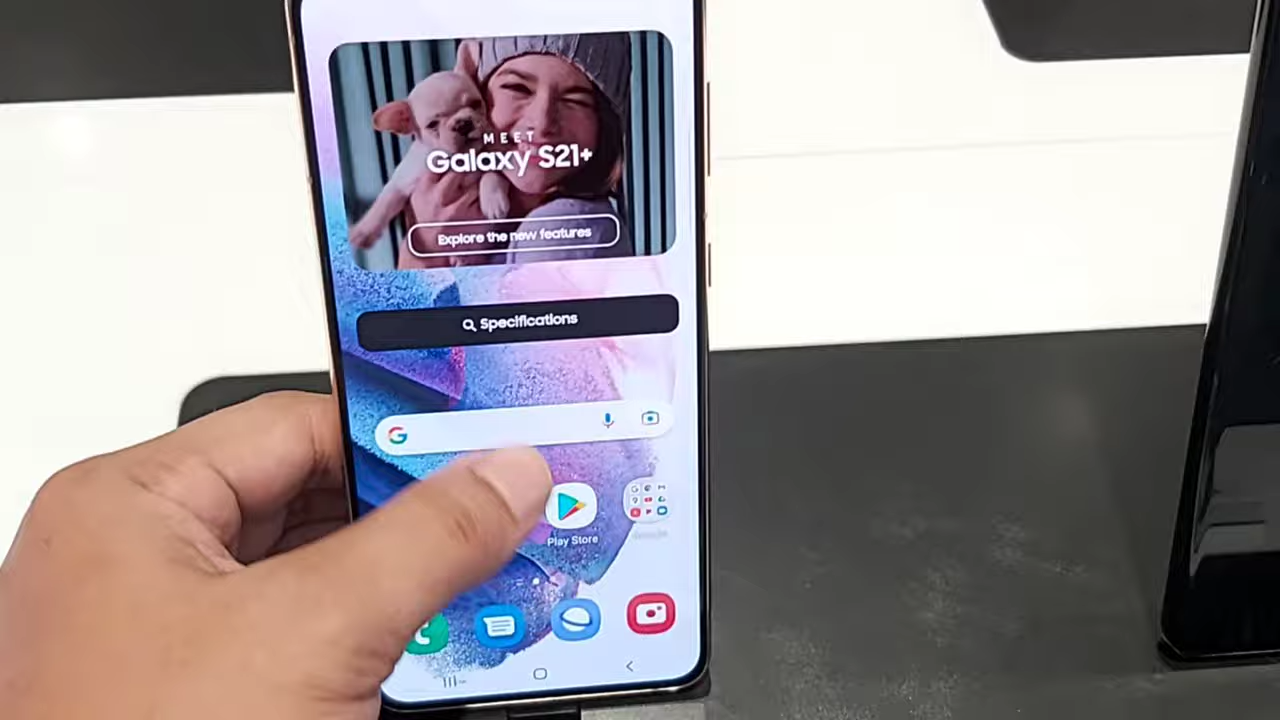 MEET
Galaxy S21+
Explore the new features
Specifications
Play Store